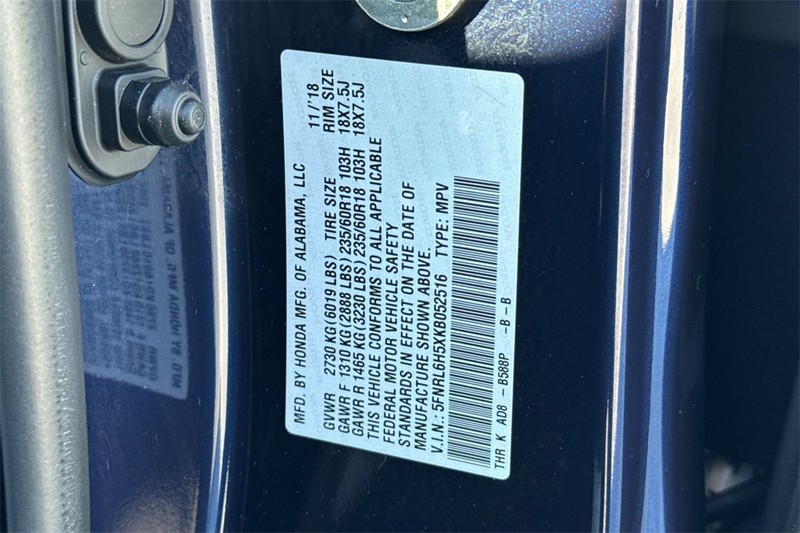 MFD. BY HONDA MFG. OF ALABAMA, LLC 11/'18
GVWR 2730 KG (6019 LBS) TIRE SIZE RIM SIZE
GAWR F 1310 KG (2888 LBS) 235/60R18 103H 18X7.5J
GAWR R 1465 KG (3230 LBS) 235/60R18 103H 18X7.5J
THIS VEHICLE CONFORMS TO ALL APPLICABLE
FEDERAL MOTOR VEHICLE SAFETY
STANDARDS IN EFFECT ON THE DATE OF
MANUFACTURE SHOWN ABOVE.
V.I.N.: 5FNRL6H5XKB052516 TYPE: MPV
THR K AD8 - B588P - B - B